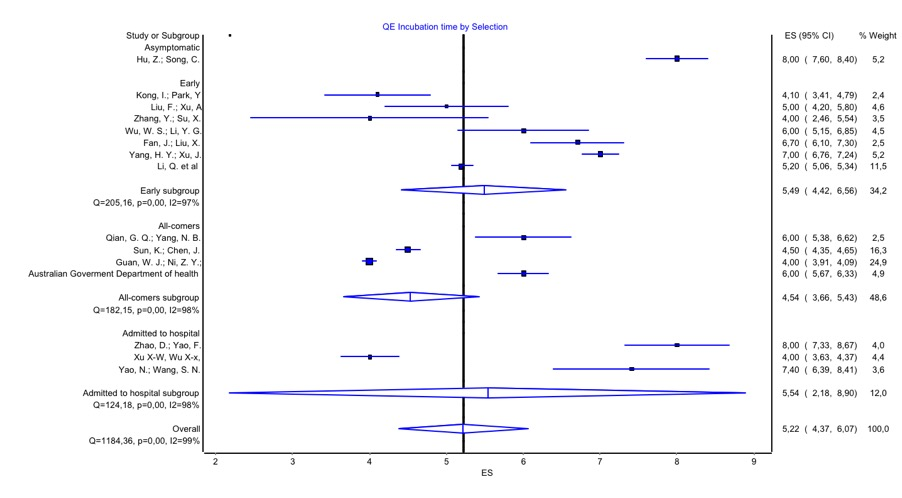 QE Incubation time by Selection
Study or Subgroup ES (95% CI) % Weight
Asymptomatic
Hu, Z.; Song, C. 8,00 ( 7,60, 8,40) 5,2
Early
Kong, I.; Park, Y 4,10 ( 3,41, 4,79) 2,4
Liu, F.; Xu, A 5,00 ( 4,20, 5,80) 4,6
Zhang, Y.; Su, X. 4,00 ( 2,46, 5,54) 3,5
Wu, W. S.; Li, Y. G. 6,00 ( 5,15, 6,85) 4,5
Fan, J.; Liu, X. 6,70 ( 6,10, 7,30) 2,5
Yang, H. Y.; Xu, J. 7,00 ( 6,76, 7,24) 5,2
Li, Q. et al 5,20 ( 5,06, 5,34) 11,5
Early subgroup 5,49 ( 4,42, 6,56) 34,2
Q=205,16, p=0,00, I2=97%
All-comers
Qian, G. Q.; Yang, N. B. 6,00 ( 5,38, 6,62) 2,5
Sun, K.; Chen, J. 4,50 ( 4,35, 4,65) 16,3
Guan, W. J.; Ni, Z. Y.; 4,00 ( 3,91, 4,09) 24,9
Australian Goverment Department of health 6,00 ( 5,67, 6,33) 4,9
All-comers subgroup 4,54 ( 3,66, 5,43) 48,6
Q=182,15, p=0,00, I2=98%
Admitted to hospital
Zhao, D.; Yao, F. 8,00 ( 7,33, 8,67) 4,0
Xu X-W, Wu X-x, 4,00 ( 3,63, 4,37) 4,4
Yao, N.; Wang, S. N. 7,40 ( 6,39, 8,41) 3,6
Admitted to hospital subgroup 5,54 ( 2,18, 8,90) 12,0
Q=124,18, p=0,00, I2=98%
Overall 5,22 ( 4,37, 6,07) 100,0
Q=1184,36, p=0,00, I2=99%
2 3 4 5 6 7 8 9
ES